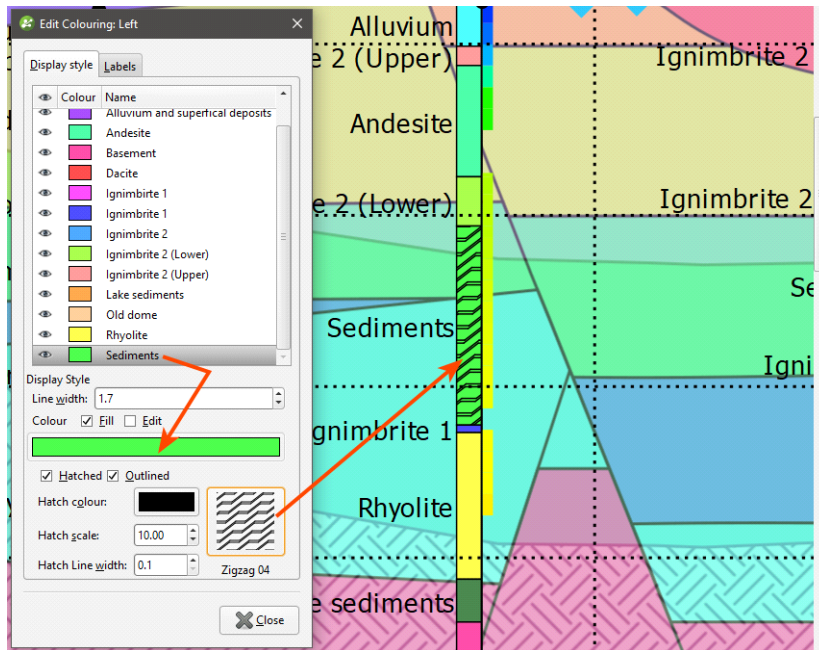 Edit Colouring: Left
Display style
Labels
Colour Name
Alluvium and superfical deposits
Andesite
Basement
Dacite
Ignimbirte 1
Ignimbrite 1
Ignimbrite 2
Ignimbrite 2 (Lower)
Ignimbrite 2 (Upper)
Lake sediments
Old dome
Rhyolite
Sediments
Display Style
Line width: 1.7
Colour Fill Edit
Hatched Outlined
Hatch colour:
Hatch scale: 10.00
Hatch Line width: 0.1
Zigzag 04
Close
Alluvium
e 2 (Upper)
Andesite
e 2 (Lower)
Sediments
gnimbrite 1
Rhyolite
e sediments
Ignimbrite 2
Ignimbrite 2
Se
Igni